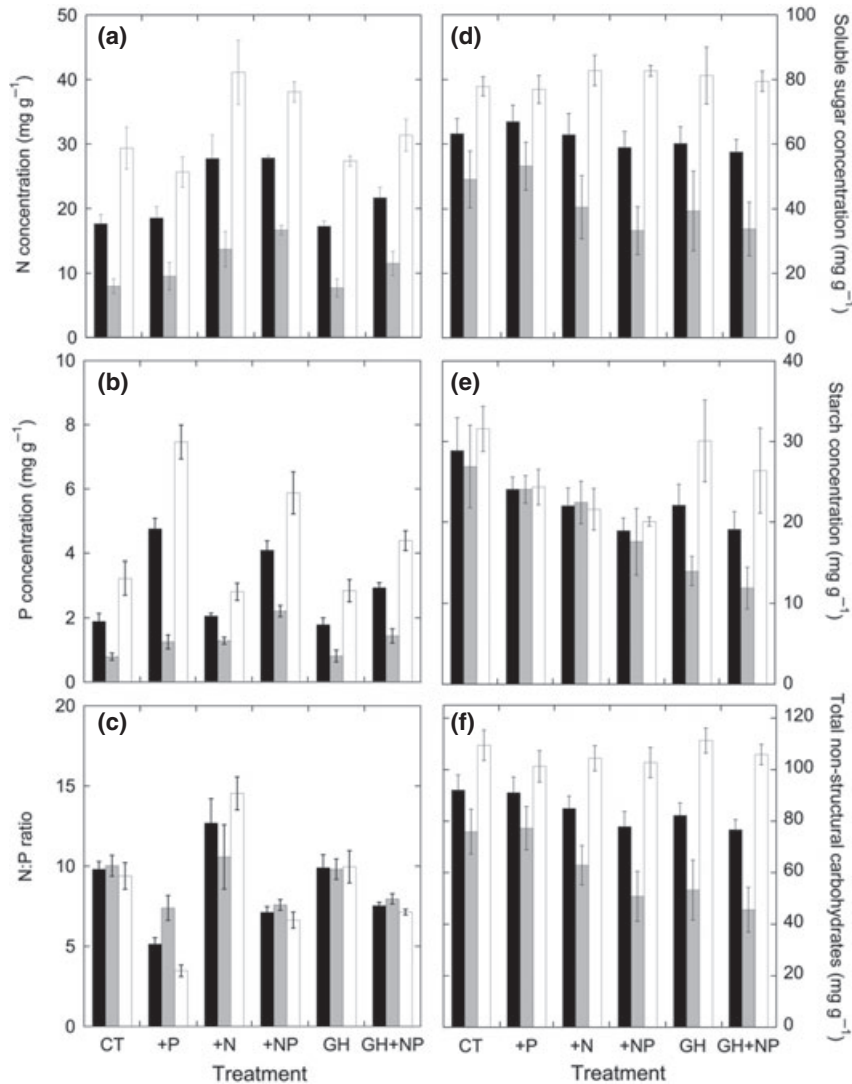 (a)
50
40
30
20
10
0
N concentration (mg g⁻¹)
(d)
100
80
60
40
20
0
Soluble sugar concentration (mg g⁻¹)
(b)
10
8
6
4
2
0
P concentration (mg g⁻¹)
(e)
40
30
20
10
0
Starch concentration (mg g⁻¹)
(c)
20
15
10
5
0
N:P ratio
CT +P +N +NP GH GH+NP
Treatment
(f)
120
100
80
60
40
20
0
Total non-structural carbohydrates (mg g⁻¹)
CT +P +N +NP GH GH+NP
Treatment